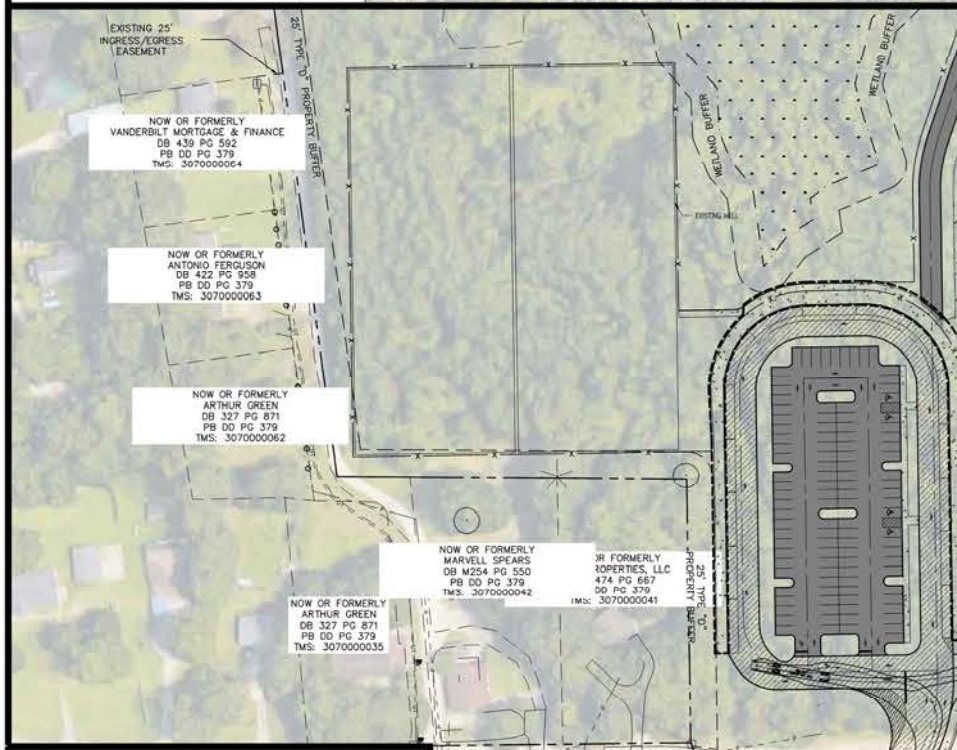 EXISTING 25'
INGRESS/EGRESS
EASEMENT
25' TYPE "D" PROPERTY BUFFER
NOW OR FORMERLY
VANDERBILT MORTGAGE & FINANCE
DB 439 PG 592
PB DD PG 379
TMS: 3070000064
NOW OR FORMERLY
ANTONIO FERGUSON
DB 422 PG 958
PB DD PG 379
TMS: 3070000063
NOW OR FORMERLY
ARTHUR GREEN
DB 327 PG 871
PB DD PG 379
TMS: 3070000062
WETLAND BUFFER
WETLAND BUFFER
EXISTING WELL
NOW OR FORMERLY
MARVELL SPEARS
DB M254 PG 550
PB DD PG 379
TMS: 3070000042
OR FORMERLY
ROPERTIES, LLC
474 PG 667
DD PG 379
TMS: 3070000041
25' TYPE "D"
PROPERTY BUFFER
NOW OR FORMERLY
ARTHUR GREEN
DB 327 PG 871
PB DD PG 379
TMS: 3070000035